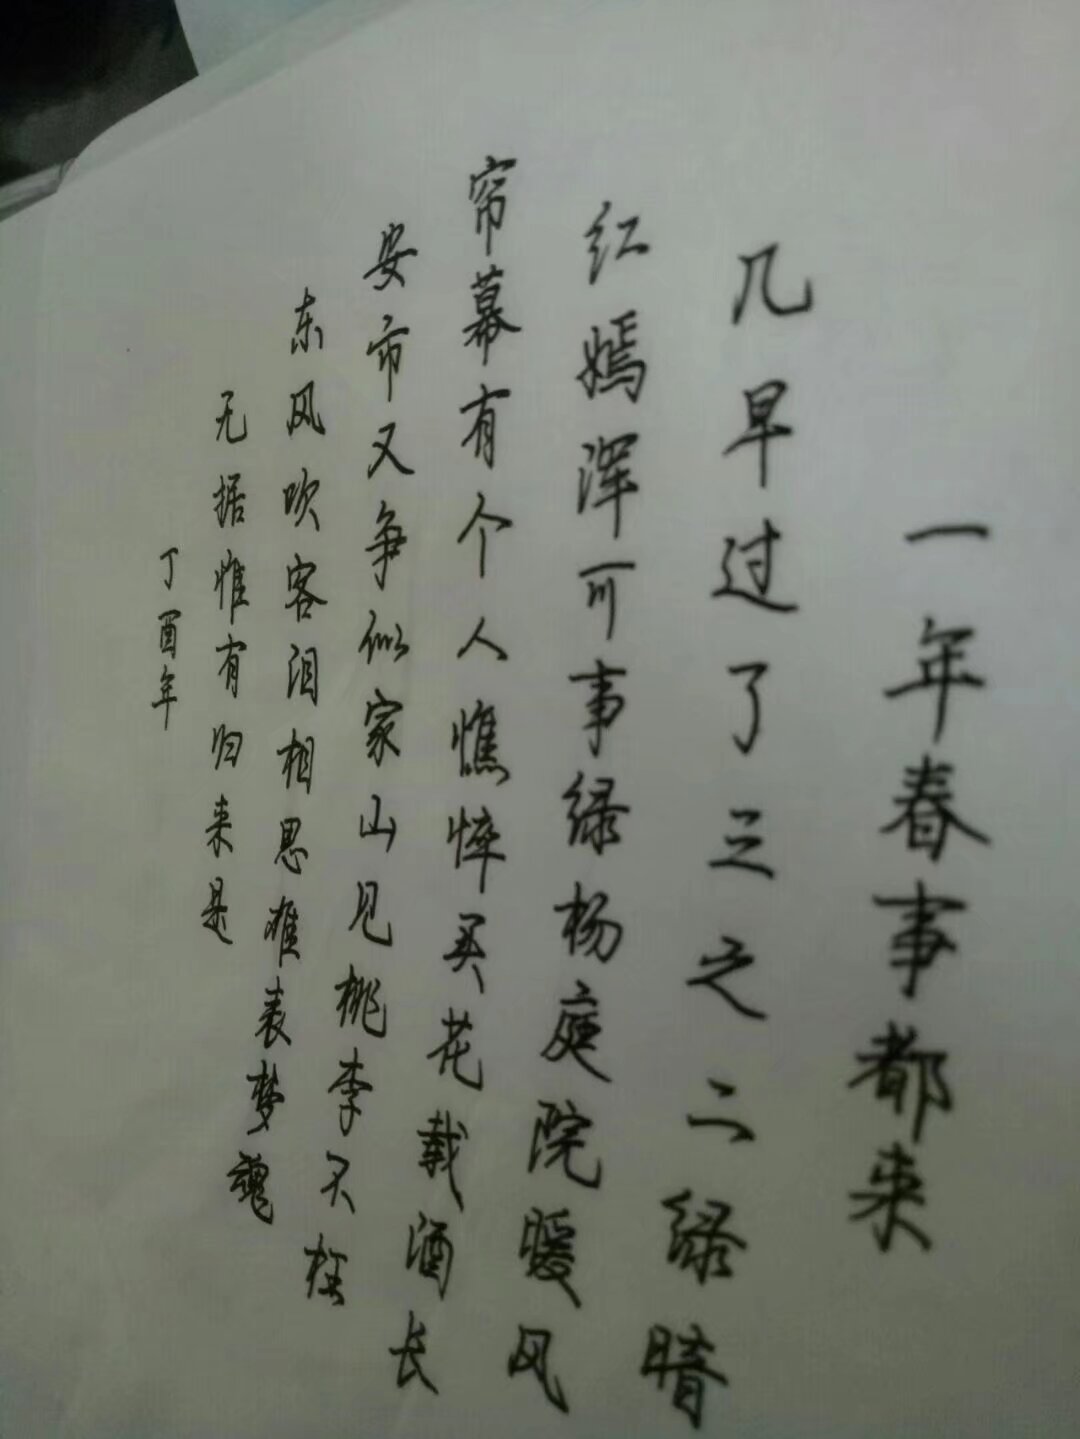 一年春事都来
几早过了三之二绿暗
红嫣浑可事绿杨庭院暖风
帘幕有个人憔悴买花载酒长
安市又争似家山见桃李不枉
东风吹客泪相思难表梦魂
无据惟有归来是
丁酉年